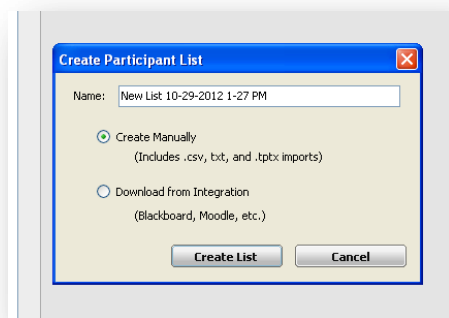 Create Participant List
Name: New List 10-29-2012 1-27 PM
Create Manually
(Includes .csv, txt, and .tptx imports)
Download from Integration
(Blackboard, Moodle, etc.)
Create List Cancel